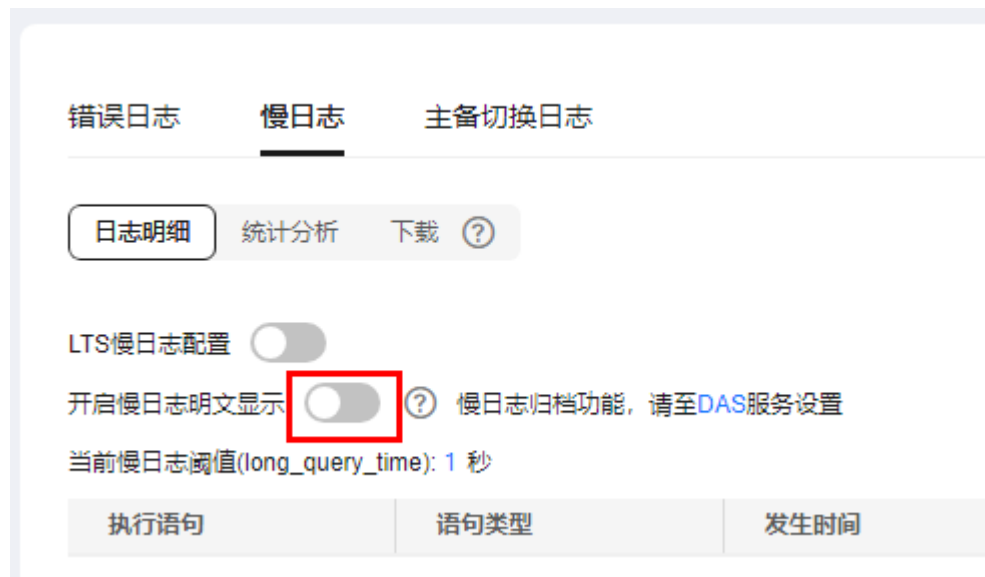 错误日志 慢日志 主备切换日志
日志明细 统计分析 下载 ?
LTS慢日志配置
开启慢日志明文显示 ? 慢日志归档功能，请至DAS服务设置
当前慢日志阈值(long_query_time): 1 秒
执行语句 语句类型 发生时间